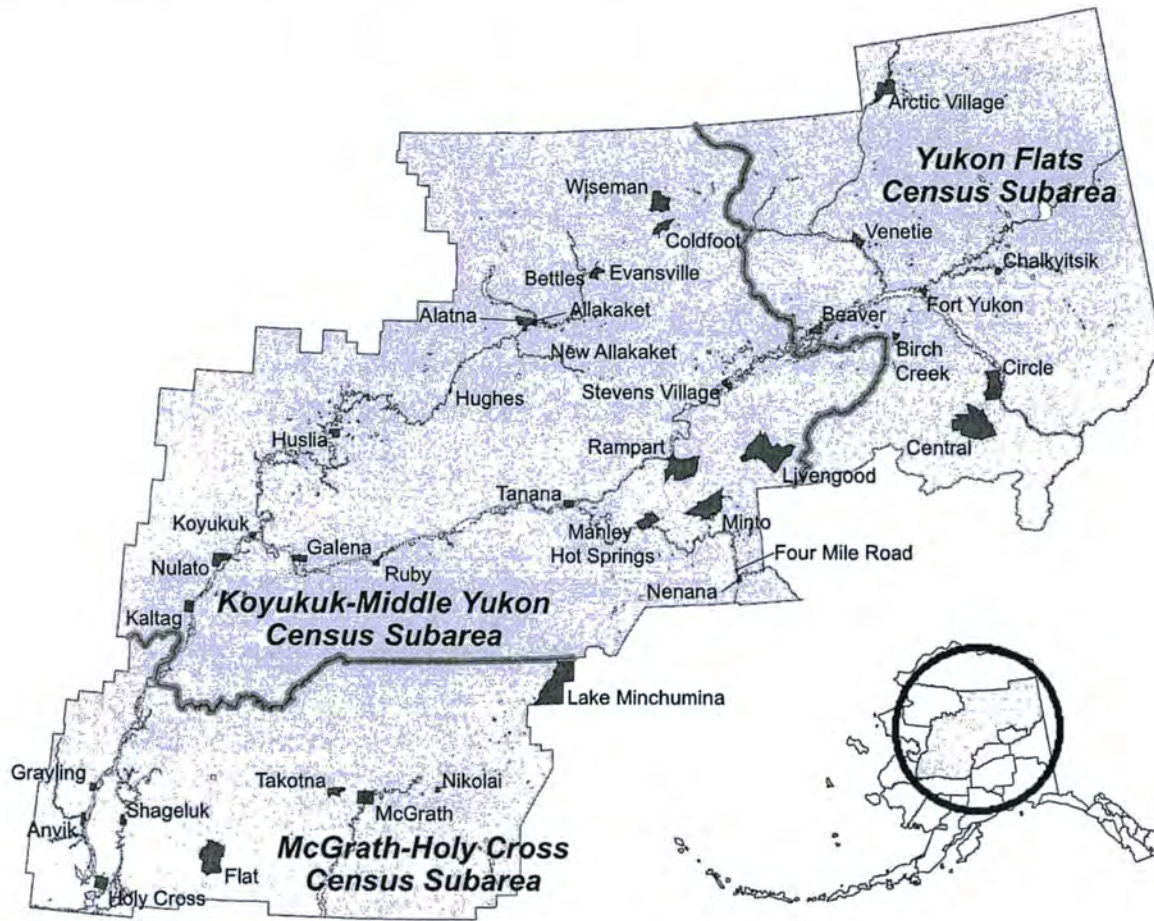 Arctic Village
Yukon Flats
Census Subarea
Wiseman
Coldfoot
Venetie
Chalkyitsik
Bettles
Evansville
Fort Yukon
Alatna
Allakaket
Beaver
New Allakaket
Birch
Creek
Circle
Stevens Village
Hughes
Huslia
Rampart
Central
Livengood
Tanana
Koyukuk
Manley
Hot Springs
Minto
Galena
Four Mile Road
Nulato
Ruby
Nenana
Koyukuk-Middle Yukon
Census Subarea
Kaltag
Lake Minchumina
Grayling
Takotna
Nikolai
Shageluk
McGrath
Anvik
McGrath-Holy Cross
Census Subarea
Flat
Holy Cross